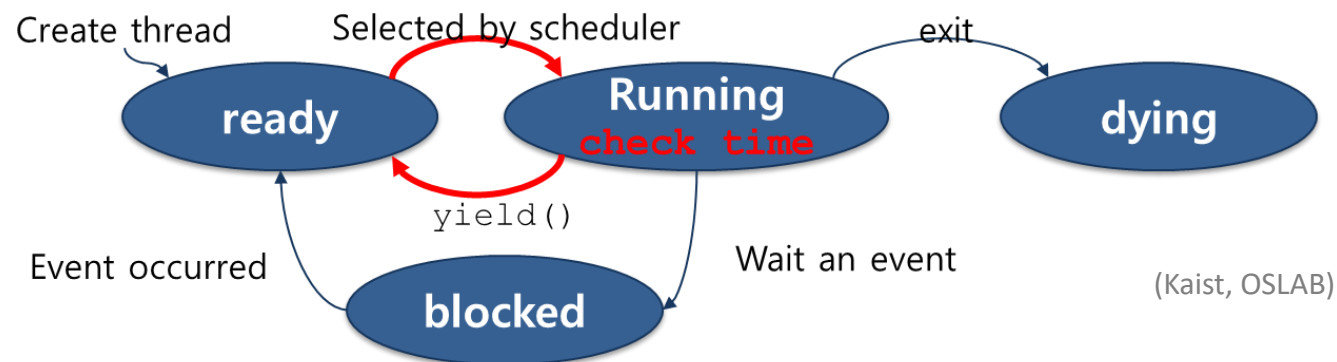 Create thread
Selected by scheduler
exit
ready
Running
check time
dying
yield()
Event occurred
Wait an event
(Kaist, OSLAB)
blocked